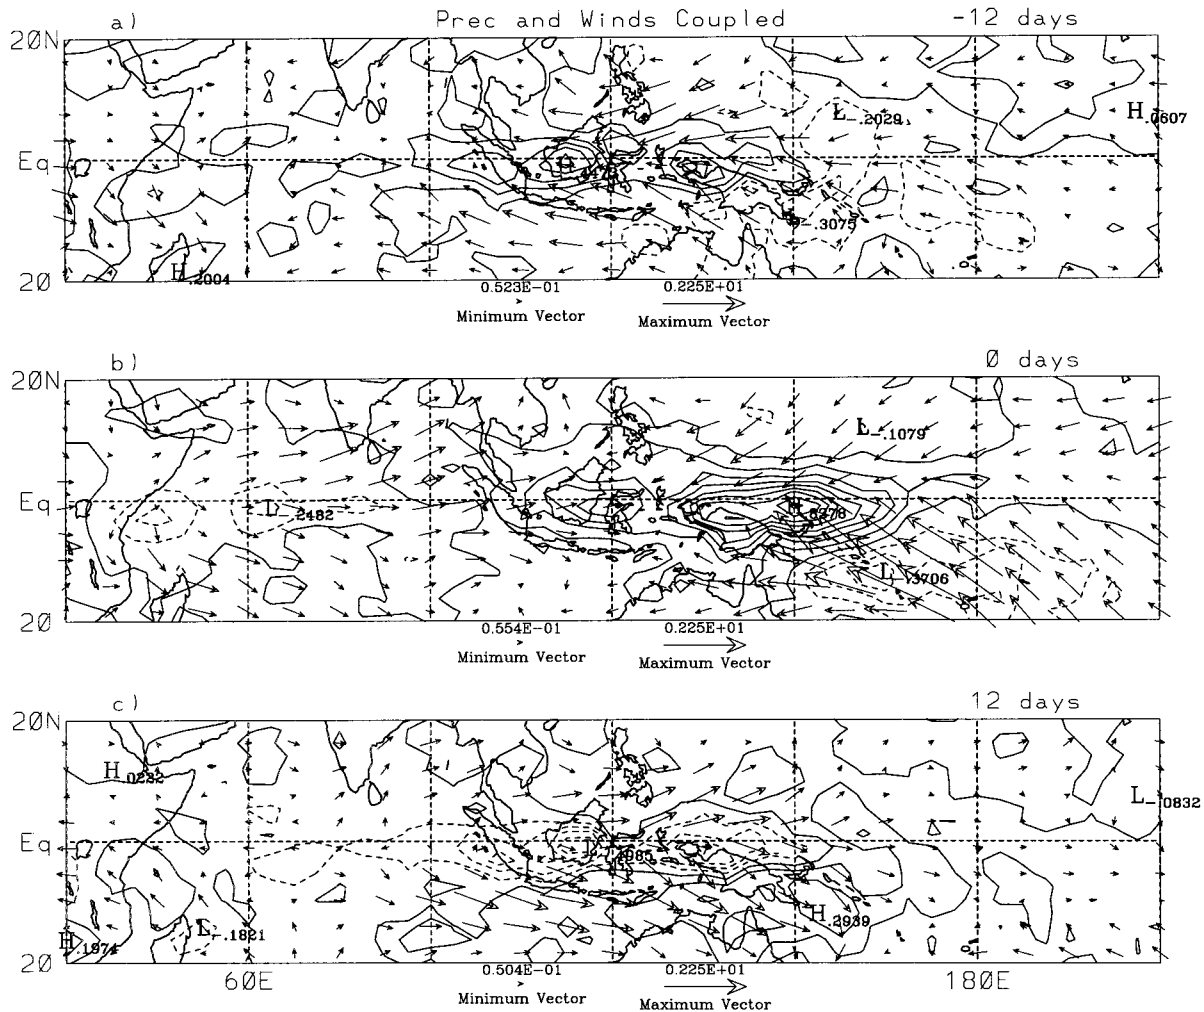 a) Prec and Winds Coupled -12 days
20N
Eq
20
L -.2029
H .0607
-.3075
H .2004
0.523E-01 0.225E+01
Minimum Vector Maximum Vector
b) 0 days
20N
Eq
20
L -.1079
L .2482
H .8278
L -.3706
0.554E-01 0.225E+01
Minimum Vector Maximum Vector
c) 12 days
20N
Eq
20
H .0222
L -.0832
L .4985
H .2939
L -.1821
H .1974
60E 180E
0.504E-01 0.225E+01
Minimum Vector Maximum Vector